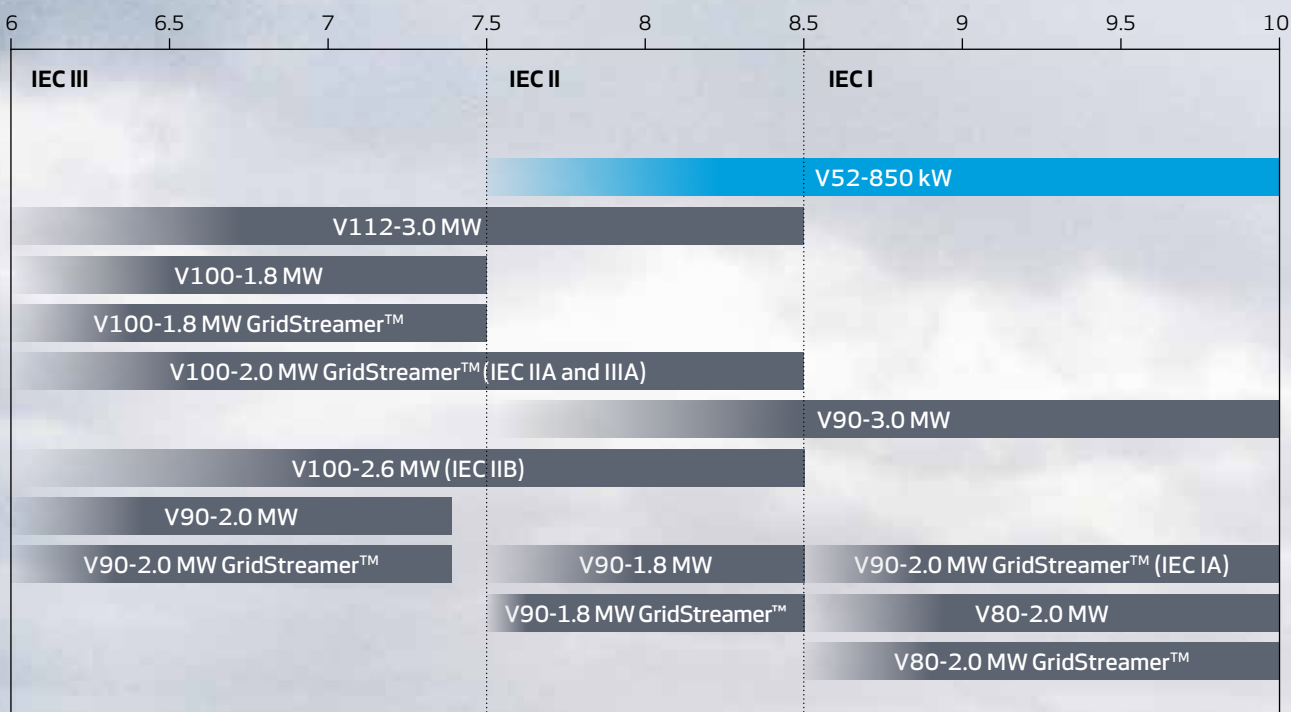 6 6.5 7 7.5 8 8.5 9 9.5 10
IEC III IEC II IEC I
V52-850 kW
V112-3.0 MW
V100-1.8 MW
V100-1.8 MW GridStreamer™
V100-2.0 MW GridStreamer™ (IEC IIA and IIIA)
V90-3.0 MW
V100-2.6 MW (IEC IIB)
V90-2.0 MW
V90-2.0 MW GridStreamer™ V90-1.8 MW V90-2.0 MW GridStreamer™ (IEC IA)
V90-1.8 MW GridStreamer™ V80-2.0 MW
V80-2.0 MW GridStreamer™